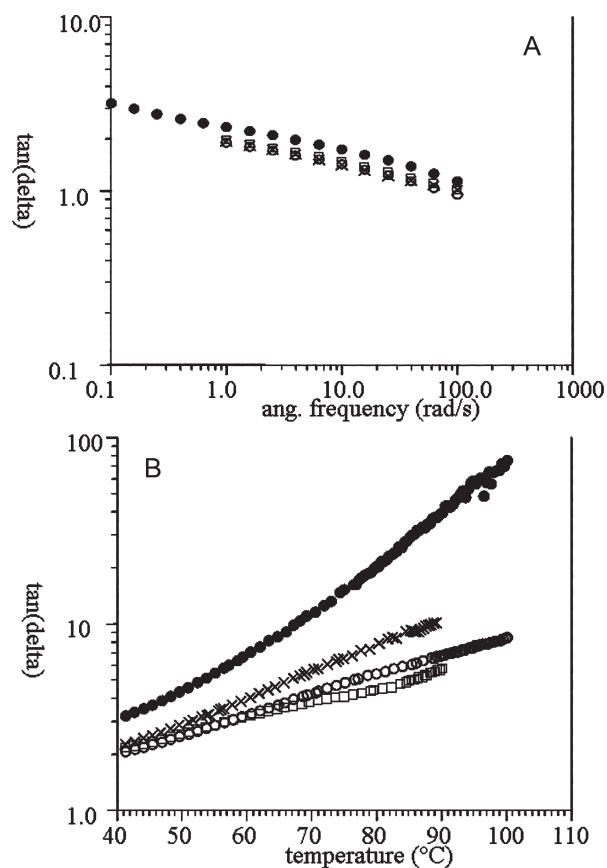 10.0
A
tan(delta)
1.0
0.1
0.1 1.0 10.0 100.0 1000
ang. frequency (rad/s)
100
B
tan(delta)
10
1.0
40 50 60 70 80 90 100 110
temperature (°C)